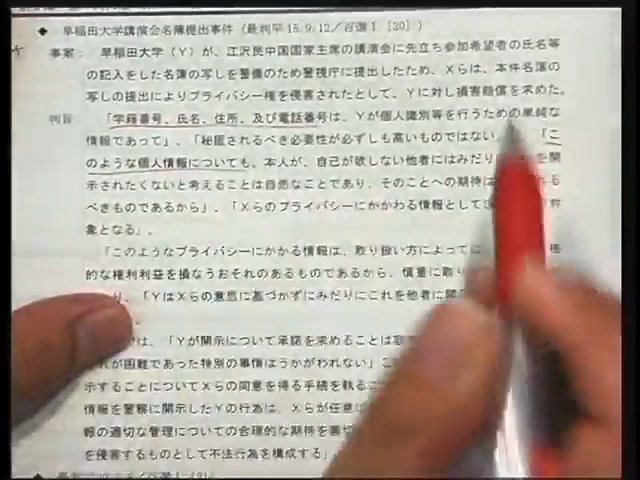 ◆ 早稲田大学講演会名簿提出事件（最判平15.9.12／百選Ⅰ［20］）
事案： 早稲田大学（Y）が、江沢民中国国家主席の講演会に先立ち参加希望者の氏名等
の記入をした名簿の写しを警備のため警視庁に提出したため、Xらは、本件名簿の
写しの提出によりプライバシー権を侵害されたとして、Yに対し損害賠償を求めた。
判旨 「学籍番号、氏名、住所、及び電話番号は、Yが個人識別等を行うための単純な
情報であって」、「秘匿されるべき必要性が必ずしも高いものではない。 「こ
のような個人情報についても、本人が、自己が欲しない他者にはみだり を開
示されたくないと考えることは自然なことであり、そのことへの期待は
べきものであるから」、「Xらのプライバシーにかかわる情報として
象となる」。
「このようなプライバシーにかかる情報は、取り扱い方によって
的な権利利益を損なうおそれのあるものであるから、慎重に取り
り、「YはXらの意思に基づかずにみだりにこれを他者に開
は、「Yが開示について承諾を求めることは
れが困難であった特別の事情はうかがわれない」
示することについてXらの同意を得る手続を執る
情報を警察に開示したYの行為は、Xらが任意に
報の適切な管理についての合理的な期待を裏切
を侵害するものとして不法行為を構成する」